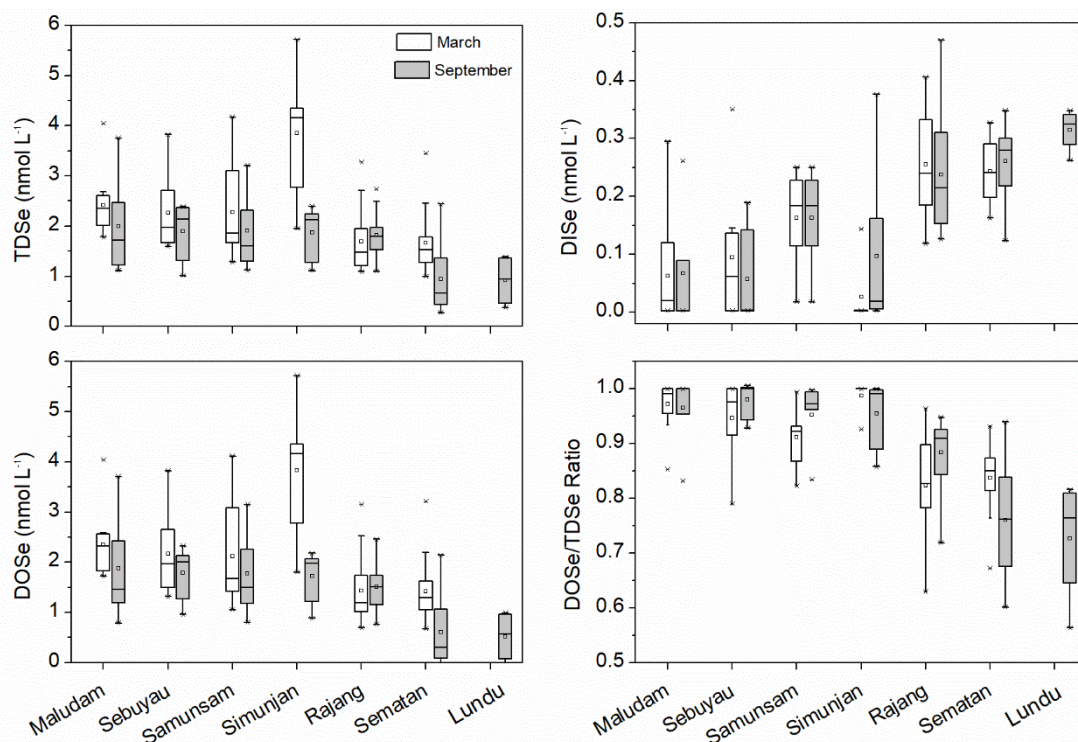 TDSe (nmol L⁻¹)
6
5
4
3
2
1
0
March
September
DISe (nmol L⁻¹)
0.5
0.4
0.3
0.2
0.1
0.0
DOSe (nmol L⁻¹)
6
5
4
3
2
1
0
Maludam
Sebuyau
Samunsam
Simunjan
Rajang
Sematan
Lundu
DOSe/TDSe Ratio
1.0
0.9
0.8
0.7
0.6
0.5
Maludam
Sebuyau
Samunsam
Simunjan
Rajang
Sematan
Lundu